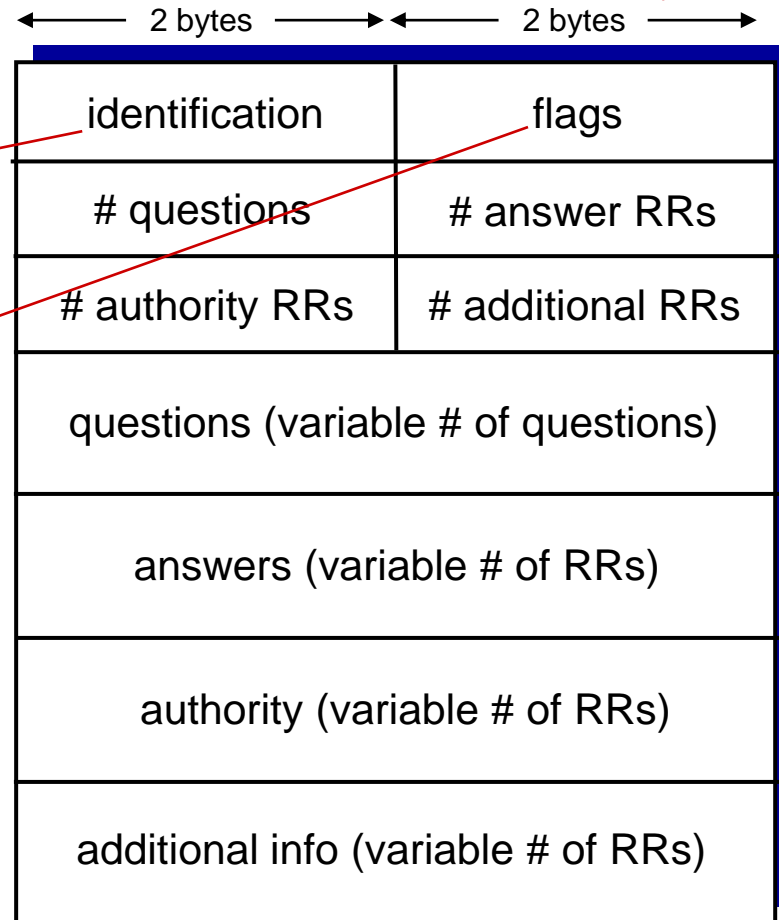 2 bytes 2 bytes
identification flags
# questions # answer RRs
# authority RRs # additional RRs
questions (variable # of questions)
answers (variable # of RRs)
authority (variable # of RRs)
additional info (variable # of RRs)